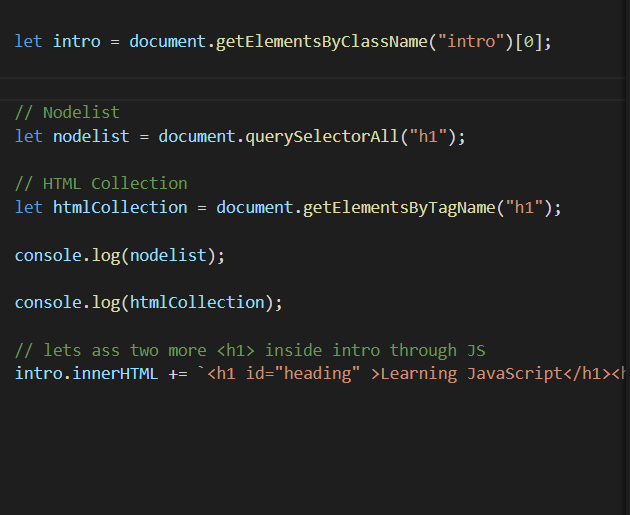 let intro = document.getElementsByClassName("intro")[0];
// Nodelist
let nodelist = document.querySelectorAll("h1");
// HTML Collection
let htmlCollection = document.getElementsByTagName("h1");
console.log(nodelist);
console.log(htmlCollection);
// lets ass two more <h1> inside intro through JS
intro.innerHTML += `<h1 id="heading" >Learning JavaScript</h1><h